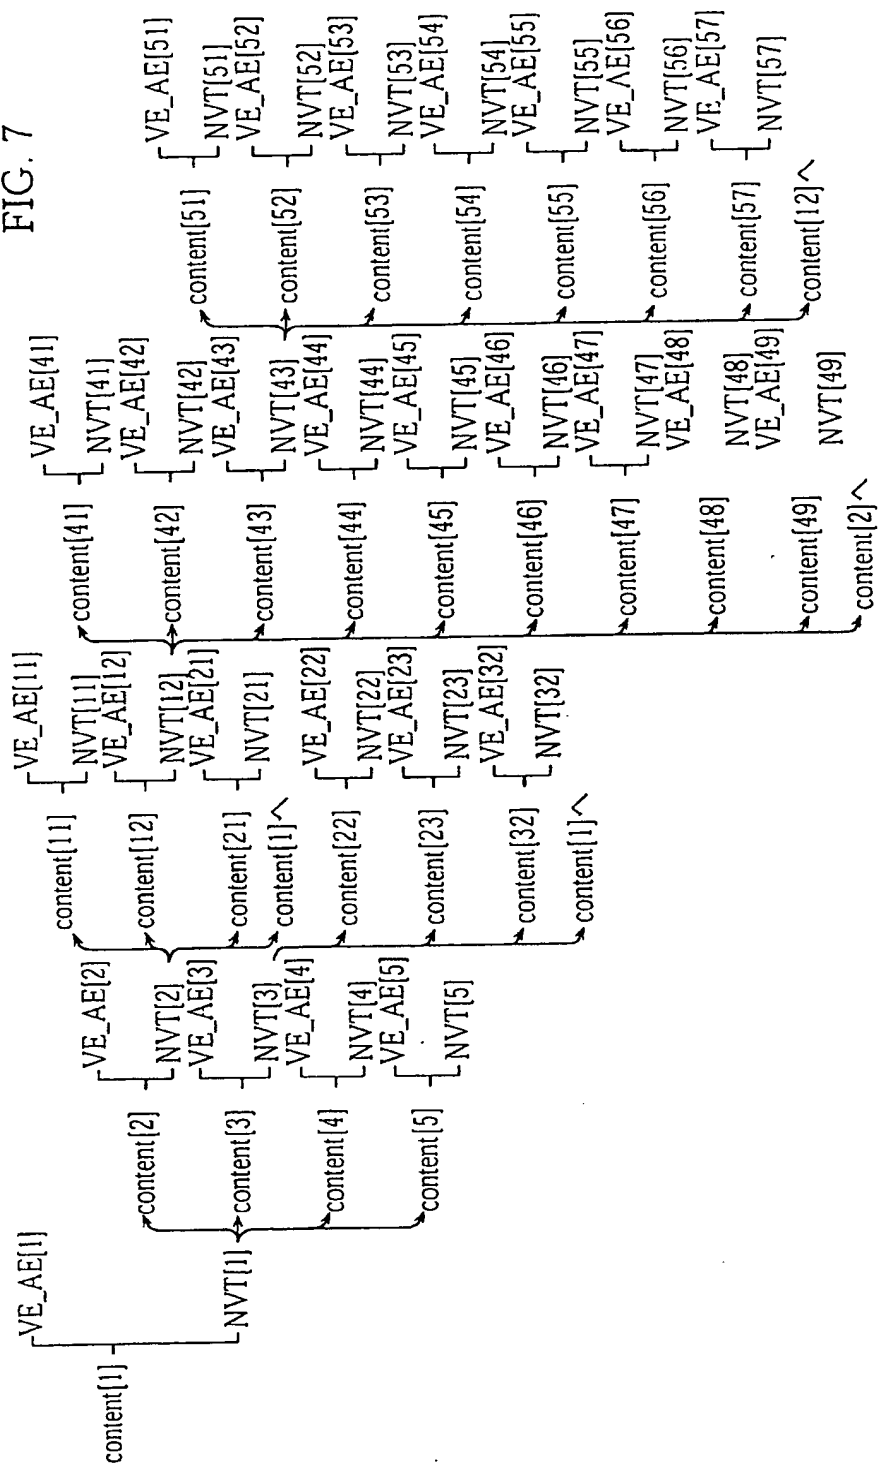 FIG. 7
content[1]
VE_AE[1]
NVT[1]
content[2]
content[3]
content[4]
content[5]
VE_AE[2]
NVT[2]
VE_AE[3]
NVT[3]
VE_AE[4]
NVT[4]
VE_AE[5]
NVT[5]
content[11]
content[12]
content[21]
content[1]へ
content[22]
content[23]
content[32]
content[1]へ
VE_AE[11]
NVT[11]
VE_AE[12]
NVT[12]
VE_AE[21]
NVT[21]
VE_AE[22]
NVT[22]
VE_AE[23]
NVT[23]
VE_AE[32]
NVT[32]
content[41]
content[42]
content[43]
content[44]
content[45]
content[46]
content[47]
content[48]
content[49]
content[2]へ
VE_AE[41]
NVT[41]
VE_AE[42]
NVT[42]
VE_AE[43]
NVT[43]
VE_AE[44]
NVT[44]
VE_AE[45]
NVT[45]
VE_AE[46]
NVT[46]
VE_AE[47]
NVT[47]
VE_AE[48]
NVT[48]
VE_AE[49]
NVT[49]
content[51]
content[52]
content[53]
content[54]
content[55]
content[56]
content[57]
content[12]へ
VE_AE[51]
NVT[51]
VE_AE[52]
NVT[52]
VE_AE[53]
NVT[53]
VE_AE[54]
NVT[54]
VE_AE[55]
NVT[55]
VE_AE[56]
NVT[56]
VE_AE[57]
NVT[57]